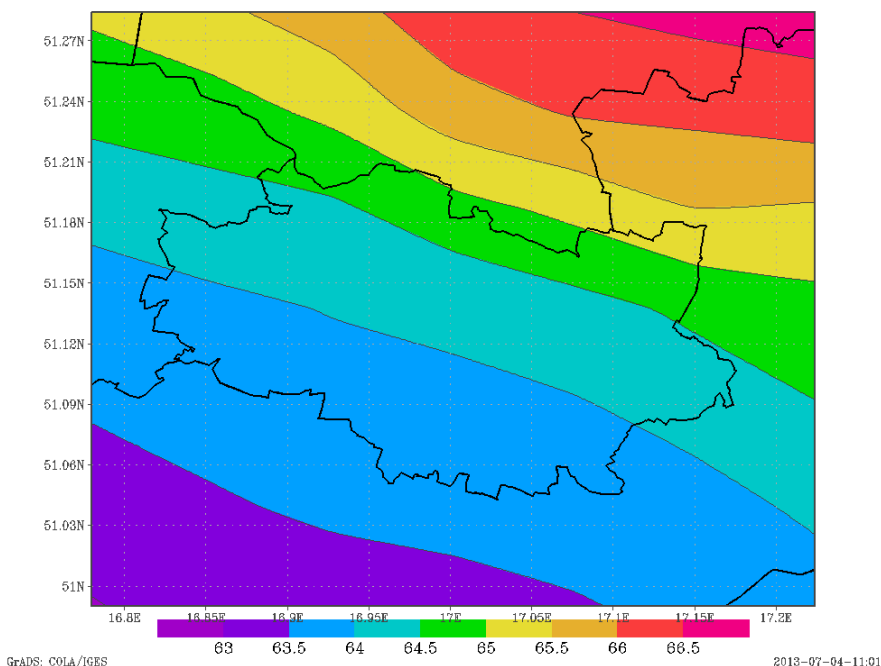 51.27N
51.24N
51.21N
51.18N
51.15N
51.12N
51.09N
51.06N
51.03N
51N
16.8E 16.85E 16.9E 16.95E 17E 17.05E 17.1E 17.15E 17.2E
63 63.5 64 64.5 65 65.5 66 66.5
GrADS: COLA/IGES 2013-07-04-11:01